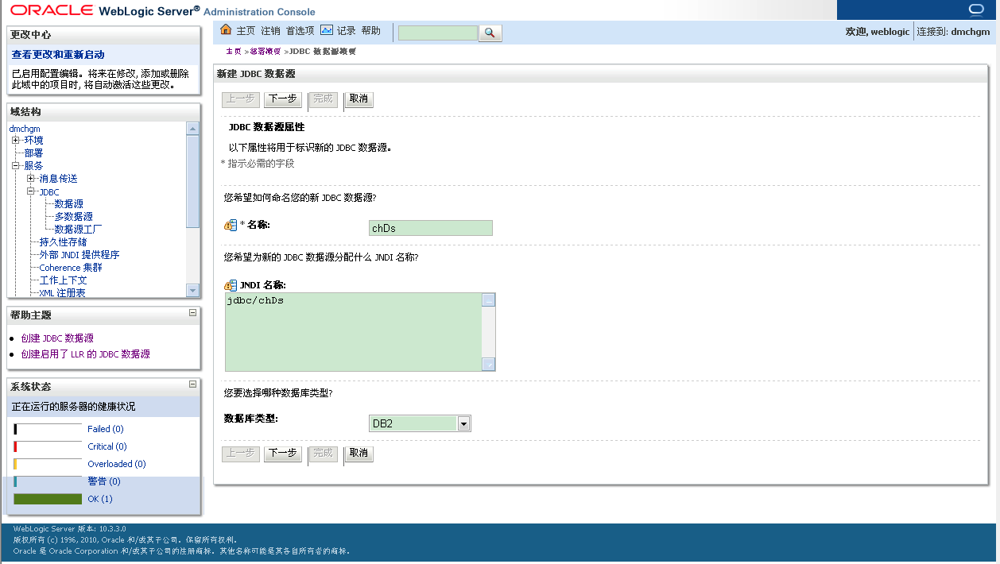 ORACLE WebLogic Server® Administration Console
更改中心
查看更改和重新启动
已启用配置编辑。将来在修改, 添加或删除
此域中的项目时, 将自动激活这些更改。
域结构
dmchgm
环境
部署
服务
消息传送
JDBC
数据源
多数据源
数据源工厂
持久性存储
外部 JNDI 提供程序
Coherence 集群
工作上下文
XML 注册表
帮助主题
创建 JDBC 数据源
创建启用了 LLR 的 JDBC 数据源
系统状态
正在运行的服务器的健康状况
Failed (0)
Critical (0)
Overloaded (0)
警告 (0)
OK (1)
主页 注销 首选项 记录 帮助
欢迎, weblogic 连接到: dmchgm
主页 >部署摘要 >JDBC 数据源摘要
新建 JDBC 数据源
上一步 下一步 完成 取消
JDBC 数据源属性
以下属性将用于标识新的 JDBC 数据源。
* 指示必需的字段
您希望如何命名您的新 JDBC 数据源?
* 名称: chDs
您希望为新的 JDBC 数据源分配什么 JNDI 名称?
JNDI 名称:
jdbc/chDs
您要选择哪种数据库类型?
数据库类型: DB2
上一步 下一步 完成 取消
WebLogic Server 版本: 10.3.3.0
版权所有 (c) 1996, 2010, Oracle 和/或其子公司。保留所有权利。
Oracle 是 Oracle Corporation 和/或其子公司的注册商标。其他名称可能是其各自所有者的商标。